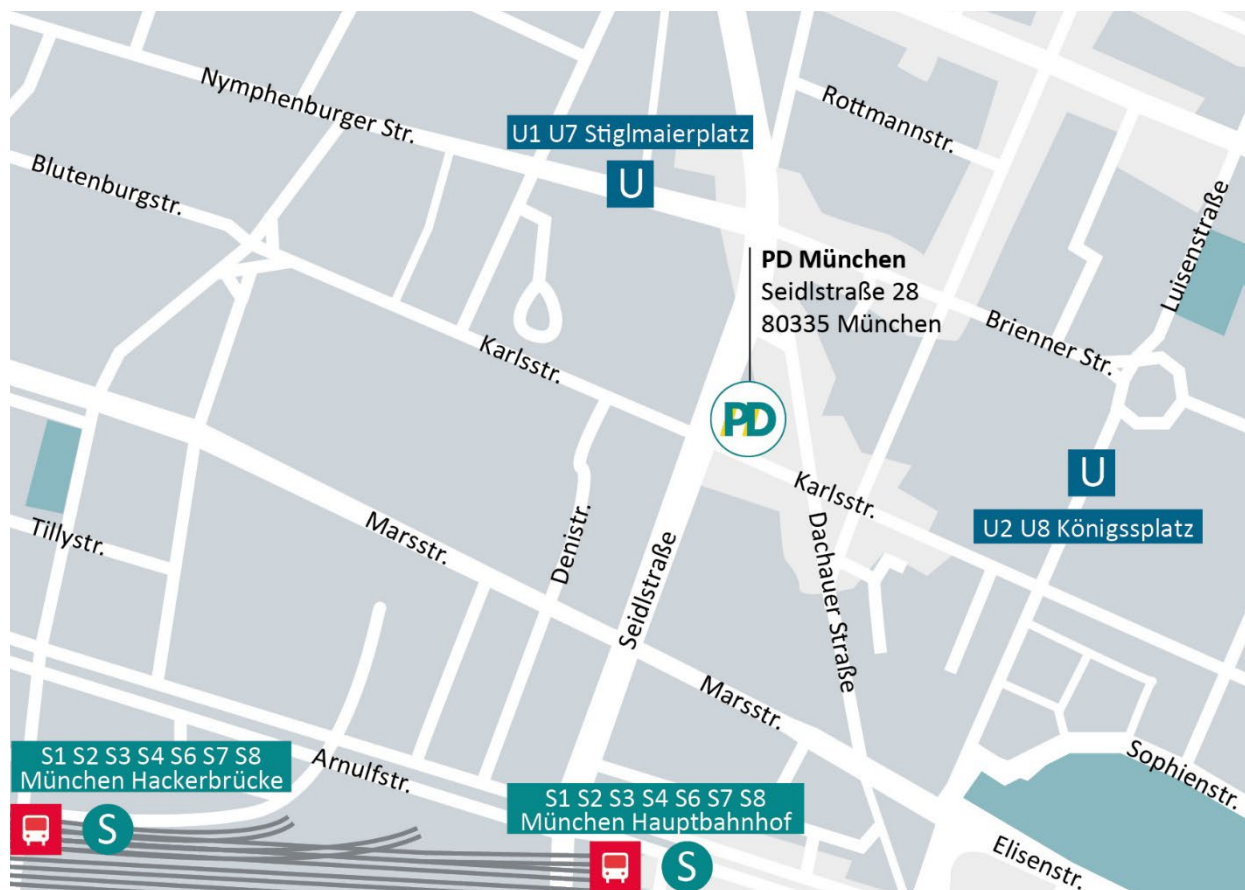 Nymphenburger Str.
U1 U7 Stiglmaierplatz
U
Rottmannstr.
Blutenburgstr.
Luisenstraße
PD München
Seidlstraße 28
80335 München
Brienner Str.
Karlsstr.
PD
Karlsstr.
U
U2 U8 Königssplatz
Marsstr.
Tillystr.
Denistr.
Seidlstraße
Dachauer Straße
Marsstr.
Sophienstr.
S1 S2 S3 S4 S6 S7 S8
München Hackerbrücke
S
Arnulfstr.
S1 S2 S3 S4 S6 S7 S8
München Hauptbahnhof
S
Elisenstr.